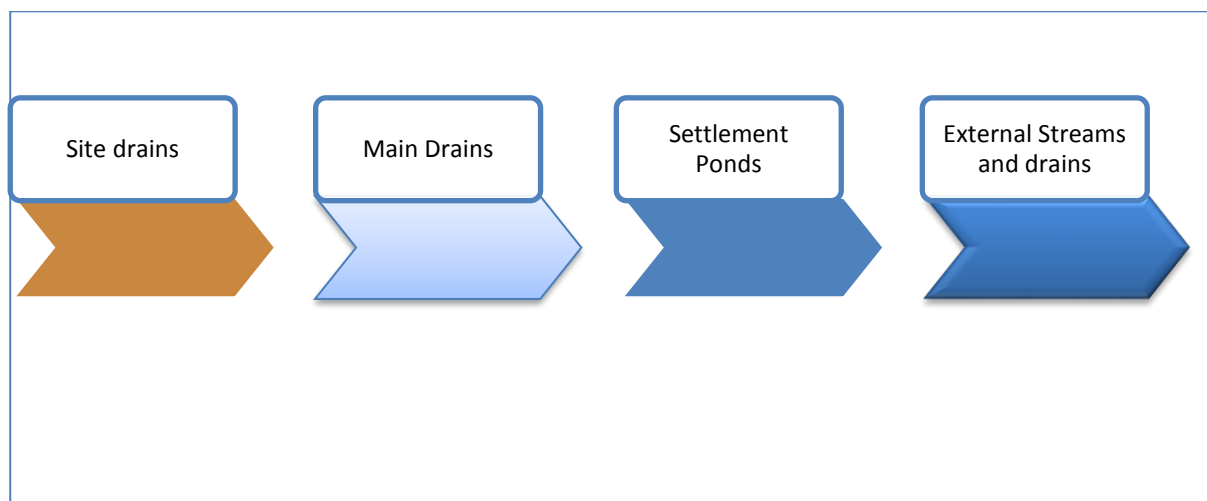 Site drains
Main Drains
Settlement
Ponds
External Streams
and drains